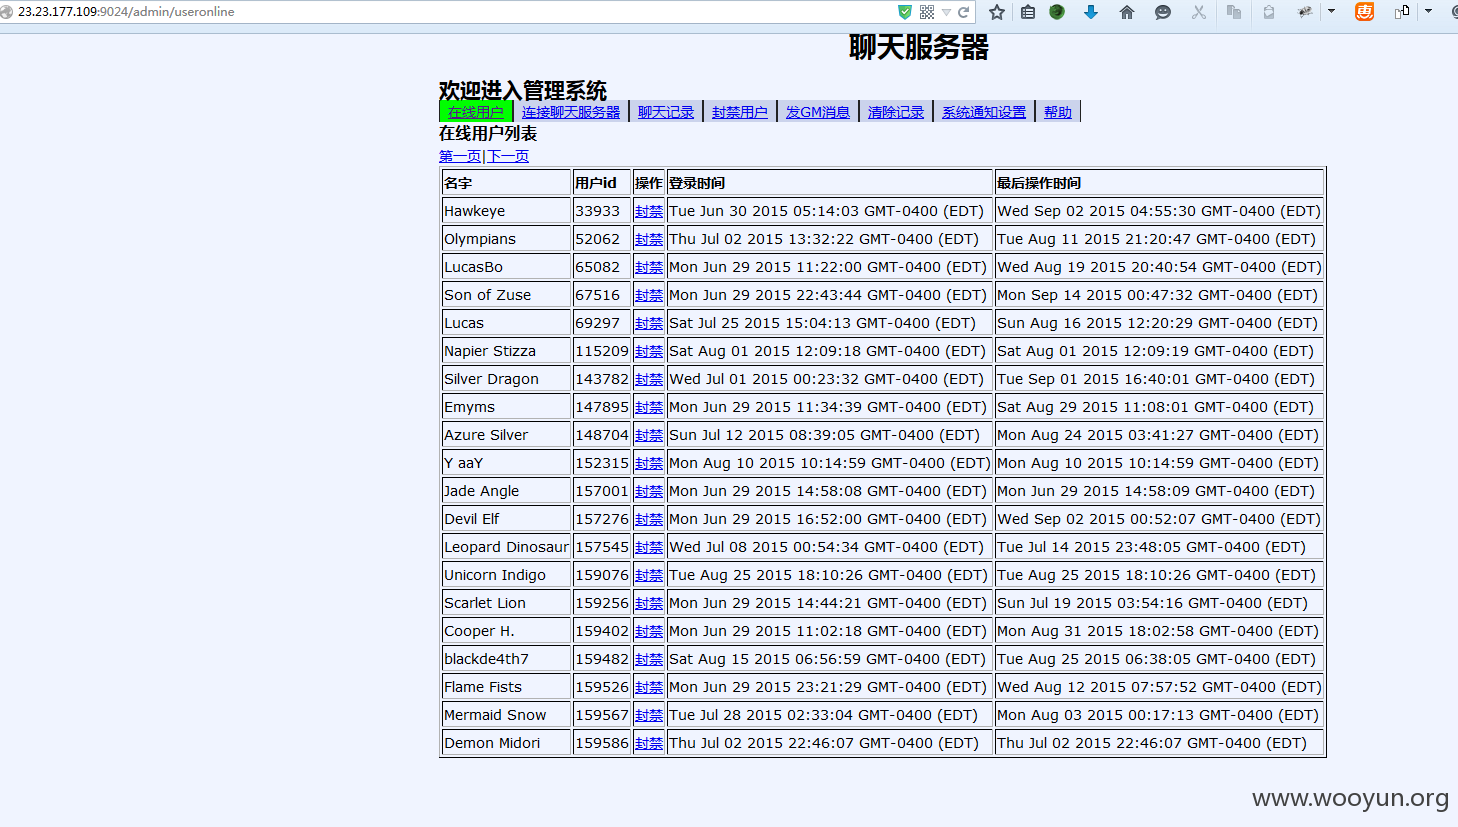 23.23.177.109:9024/admin/useronline
聊天服务器
欢迎进入管理系统
在线用户 连接聊天服务器 聊天记录 封禁用户 发GM消息 清除记录 系统通知设置 帮助
在线用户列表
第一页|下一页
名字 用户id 操作 登录时间 最后操作时间
Hawkeye 33933 封禁 Tue Jun 30 2015 05:14:03 GMT-0400 (EDT) Wed Sep 02 2015 04:55:30 GMT-0400 (EDT)
Olympians 52062 封禁 Thu Jul 02 2015 13:32:22 GMT-0400 (EDT) Tue Aug 11 2015 21:20:47 GMT-0400 (EDT)
LucasBo 65082 封禁 Mon Jun 29 2015 11:22:00 GMT-0400 (EDT) Wed Aug 19 2015 20:40:54 GMT-0400 (EDT)
Son of Zuse 67516 封禁 Mon Jun 29 2015 22:43:44 GMT-0400 (EDT) Mon Sep 14 2015 00:47:32 GMT-0400 (EDT)
Lucas 69297 封禁 Sat Jul 25 2015 15:04:13 GMT-0400 (EDT) Sun Aug 16 2015 12:20:29 GMT-0400 (EDT)
Napier Stizza 115209 封禁 Sat Aug 01 2015 12:09:18 GMT-0400 (EDT) Sat Aug 01 2015 12:09:19 GMT-0400 (EDT)
Silver Dragon 143782 封禁 Wed Jul 01 2015 00:23:32 GMT-0400 (EDT) Tue Sep 01 2015 16:40:01 GMT-0400 (EDT)
Emyms 147895 封禁 Mon Jun 29 2015 11:34:39 GMT-0400 (EDT) Sat Aug 29 2015 11:08:01 GMT-0400 (EDT)
Azure Silver 148704 封禁 Sun Jul 12 2015 08:39:05 GMT-0400 (EDT) Mon Aug 24 2015 03:41:27 GMT-0400 (EDT)
Y aaY 152315 封禁 Mon Aug 10 2015 10:14:59 GMT-0400 (EDT) Mon Aug 10 2015 10:14:59 GMT-0400 (EDT)
Jade Angle 157001 封禁 Mon Jun 29 2015 14:58:08 GMT-0400 (EDT) Mon Jun 29 2015 14:58:09 GMT-0400 (EDT)
Devil Elf 157276 封禁 Mon Jun 29 2015 16:52:00 GMT-0400 (EDT) Wed Sep 02 2015 00:52:07 GMT-0400 (EDT)
Leopard Dinosaur 157545 封禁 Wed Jul 08 2015 00:54:34 GMT-0400 (EDT) Tue Jul 14 2015 23:48:05 GMT-0400 (EDT)
Unicorn Indigo 159076 封禁 Tue Aug 25 2015 18:10:26 GMT-0400 (EDT) Tue Aug 25 2015 18:10:26 GMT-0400 (EDT)
Scarlet Lion 159256 封禁 Mon Jun 29 2015 14:44:21 GMT-0400 (EDT) Sun Jul 19 2015 03:54:16 GMT-0400 (EDT)
Cooper H. 159402 封禁 Mon Jun 29 2015 11:02:18 GMT-0400 (EDT) Mon Aug 31 2015 18:02:58 GMT-0400 (EDT)
blackde4th7 159482 封禁 Sat Aug 15 2015 06:56:59 GMT-0400 (EDT) Tue Aug 25 2015 06:38:05 GMT-0400 (EDT)
Flame Fists 159526 封禁 Mon Jun 29 2015 23:21:29 GMT-0400 (EDT) Wed Aug 12 2015 07:57:52 GMT-0400 (EDT)
Mermaid Snow 159567 封禁 Tue Jul 28 2015 02:33:04 GMT-0400 (EDT) Mon Aug 03 2015 00:17:13 GMT-0400 (EDT)
Demon Midori 159586 封禁 Thu Jul 02 2015 22:46:07 GMT-0400 (EDT) Thu Jul 02 2015 22:46:07 GMT-0400 (EDT)
www.wooyun.org